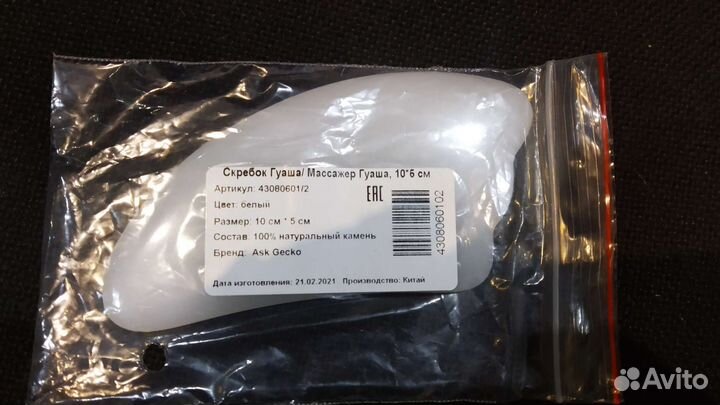 Скребок Гуаша/ Массажер Гуаша, 10*5 см
Артикул: 43080601/2
Цвет: белый
Размер: 10 см * 5 см
Состав: 100% натуральный камень
Бренд: Ask Gecko
Дата изготовления: 21.02.2021 Производство: Китай
EAC
4308060102
Avito